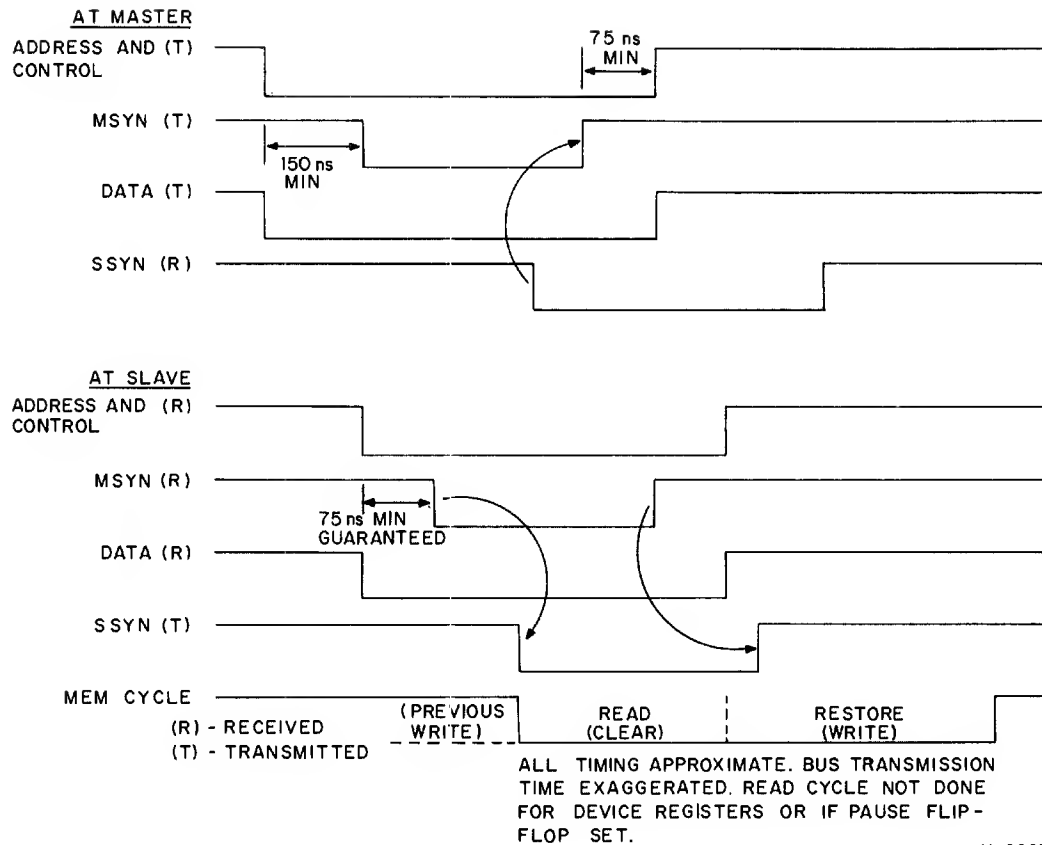 AT MASTER
ADDRESS AND (T)
CONTROL
75 ns
MIN
MSYN (T)
150 ns
MIN
DATA (T)
SSYN (R)
AT SLAVE
ADDRESS AND (R)
CONTROL
MSYN (R)
75 ns MIN
GUARANTEED
DATA (R)
SSYN (T)
MEM CYCLE
(R) - RECEIVED
(T) - TRANSMITTED
(PREVIOUS
WRITE)
READ
(CLEAR)
RESTORE
(WRITE)
ALL TIMING APPROXIMATE. BUS TRANSMISSION
TIME EXAGGERATED. READ CYCLE NOT DONE
FOR DEVICE REGISTERS OR IF PAUSE FLIP-
FLOP SET.